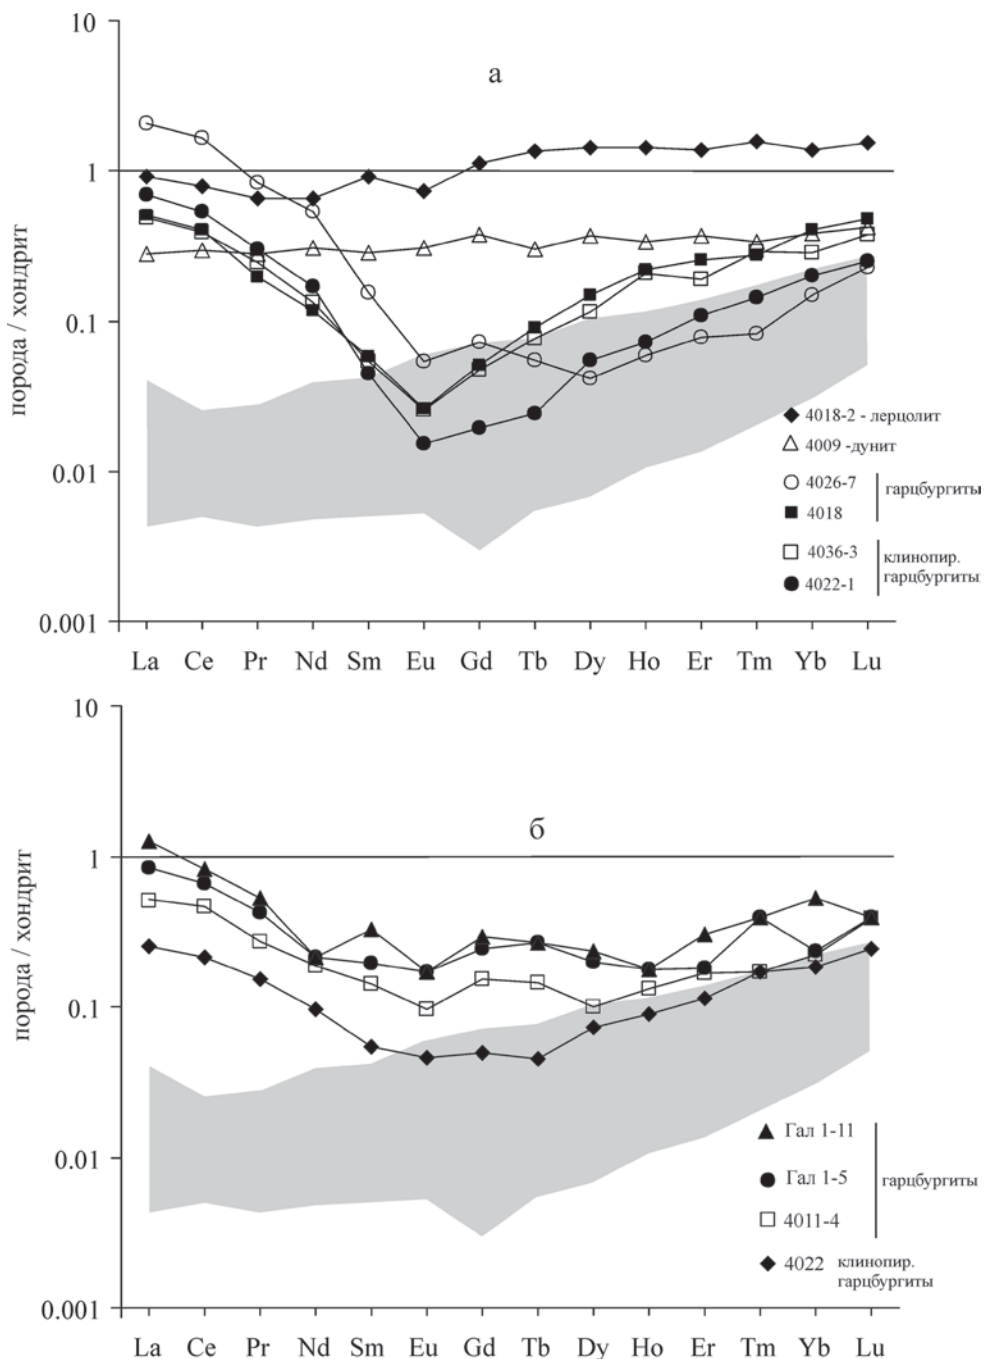 10
а
1
порода / хондрит
0.1
0.01
0.001
4018-2 - лерцолит
4009 -дунит
4026-7
гарцбургиты
4018
4036-3
клинопир.
гарцбургиты
4022-1
La Ce Pr Nd Sm Eu Gd Tb Dy Ho Er Tm Yb Lu
10
б
1
порода / хондрит
0.1
0.01
0.001
Гал 1-11
Гал 1-5
гарцбургиты
4011-4
4022 клинопир.
гарцбургиты
La Ce Pr Nd Sm Eu Gd Tb Dy Ho Er Tm Yb Lu